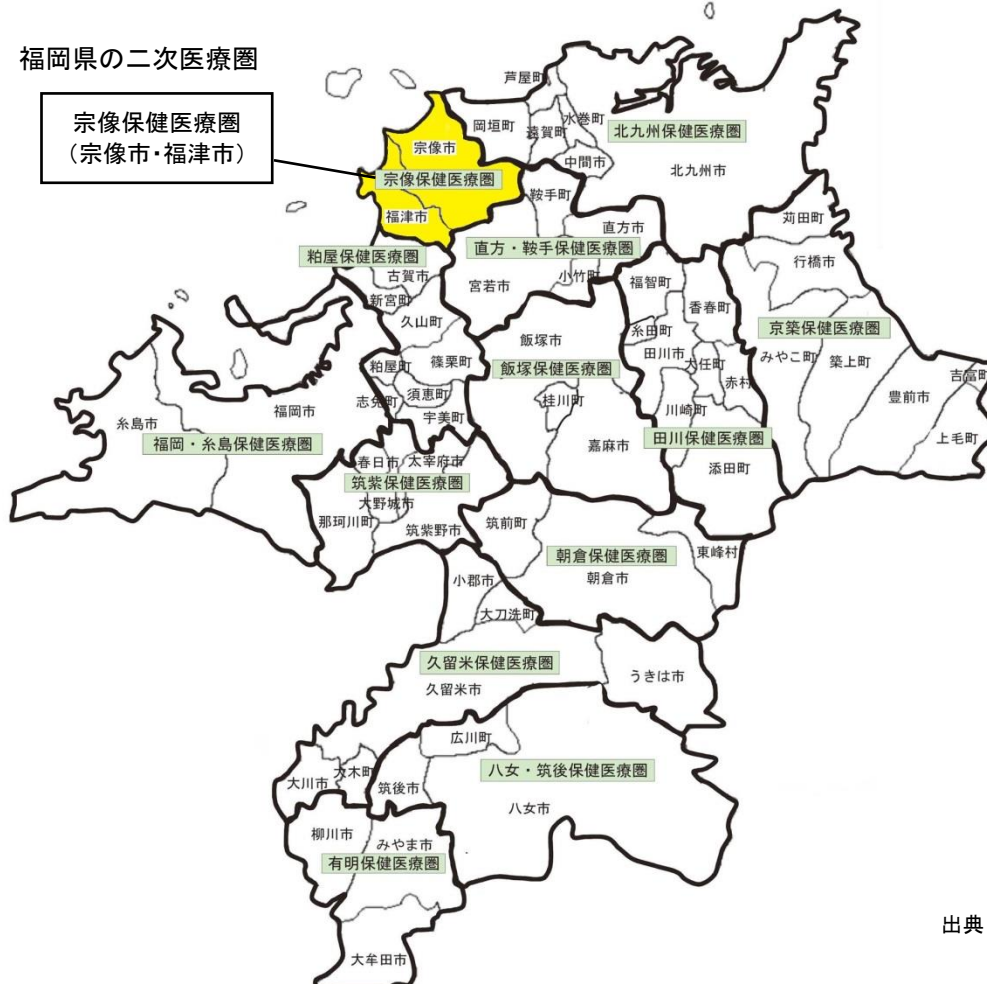 福岡県の二次医療圏
宗像保健医療圏
（宗像市・福津市）
芦屋町
岡垣町
遠賀町
水巻町
北九州保健医療圏
中間市
北九州市
宗像市
宗像保健医療圏
福津市
鞍手町
直方市
直方・鞍手保健医療圏
小竹町
宮若市
粕屋保健医療圏
古賀市
新宮町
久山町
篠栗町
粕屋町
須恵町
志免町
宇美町
苅田町
行橋市
京築保健医療圏
みやこ町
築上町
豊前市
吉富町
上毛町
福智町
香春町
糸田町
田川市
大任町
赤村
川崎町
田川保健医療圏
添田町
飯塚市
飯塚保健医療圏
桂川町
嘉麻市
糸島市
福岡市
福岡・糸島保健医療圏
春日市
太宰府市
筑紫保健医療圏
大野城市
那珂川町
筑紫野市
筑前町
朝倉保健医療圏
朝倉市
東峰村
小郡市
大刀洗町
久留米保健医療圏
久留米市
うきは市
大川市
大木町
広川町
筑後市
八女・筑後保健医療圏
八女市
柳川市
みやま市
有明保健医療圏
大牟田市
出典